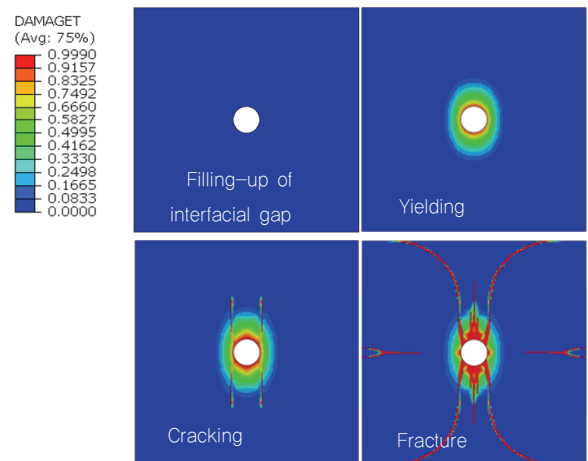 DAMAGET
(Avg: 75%)
0.9990
0.9157
0.8325
0.7492
0.6660
0.5827
0.4995
0.4162
0.3330
0.2498
0.1665
0.0833
0.0000
Filling-up of
interfacial gap
Yielding
Cracking
Fracture